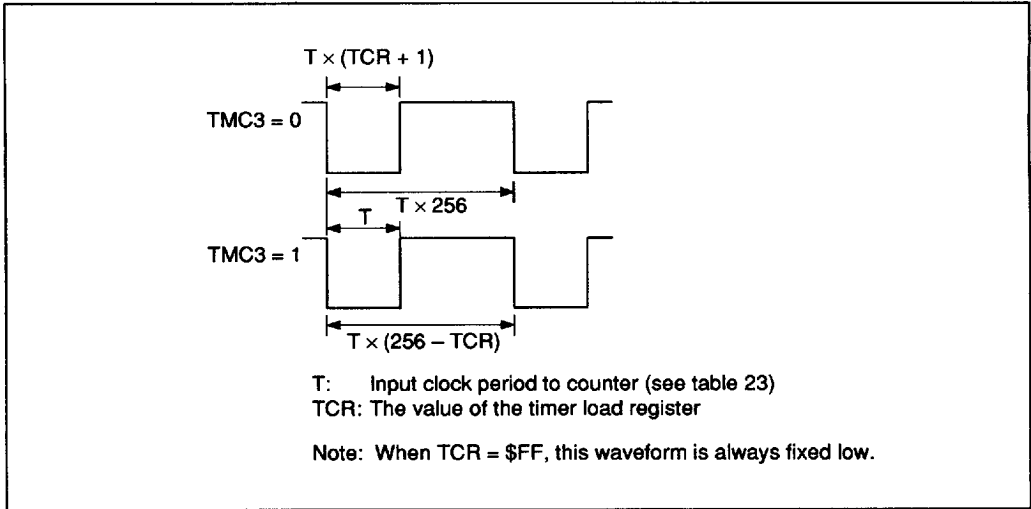 T × (TCR + 1)
TMC3 = 0
T × 256
T
TMC3 = 1
T × (256 – TCR)
T: Input clock period to counter (see table 23)
TCR: The value of the timer load register
Note: When TCR = $FF, this waveform is always fixed low.